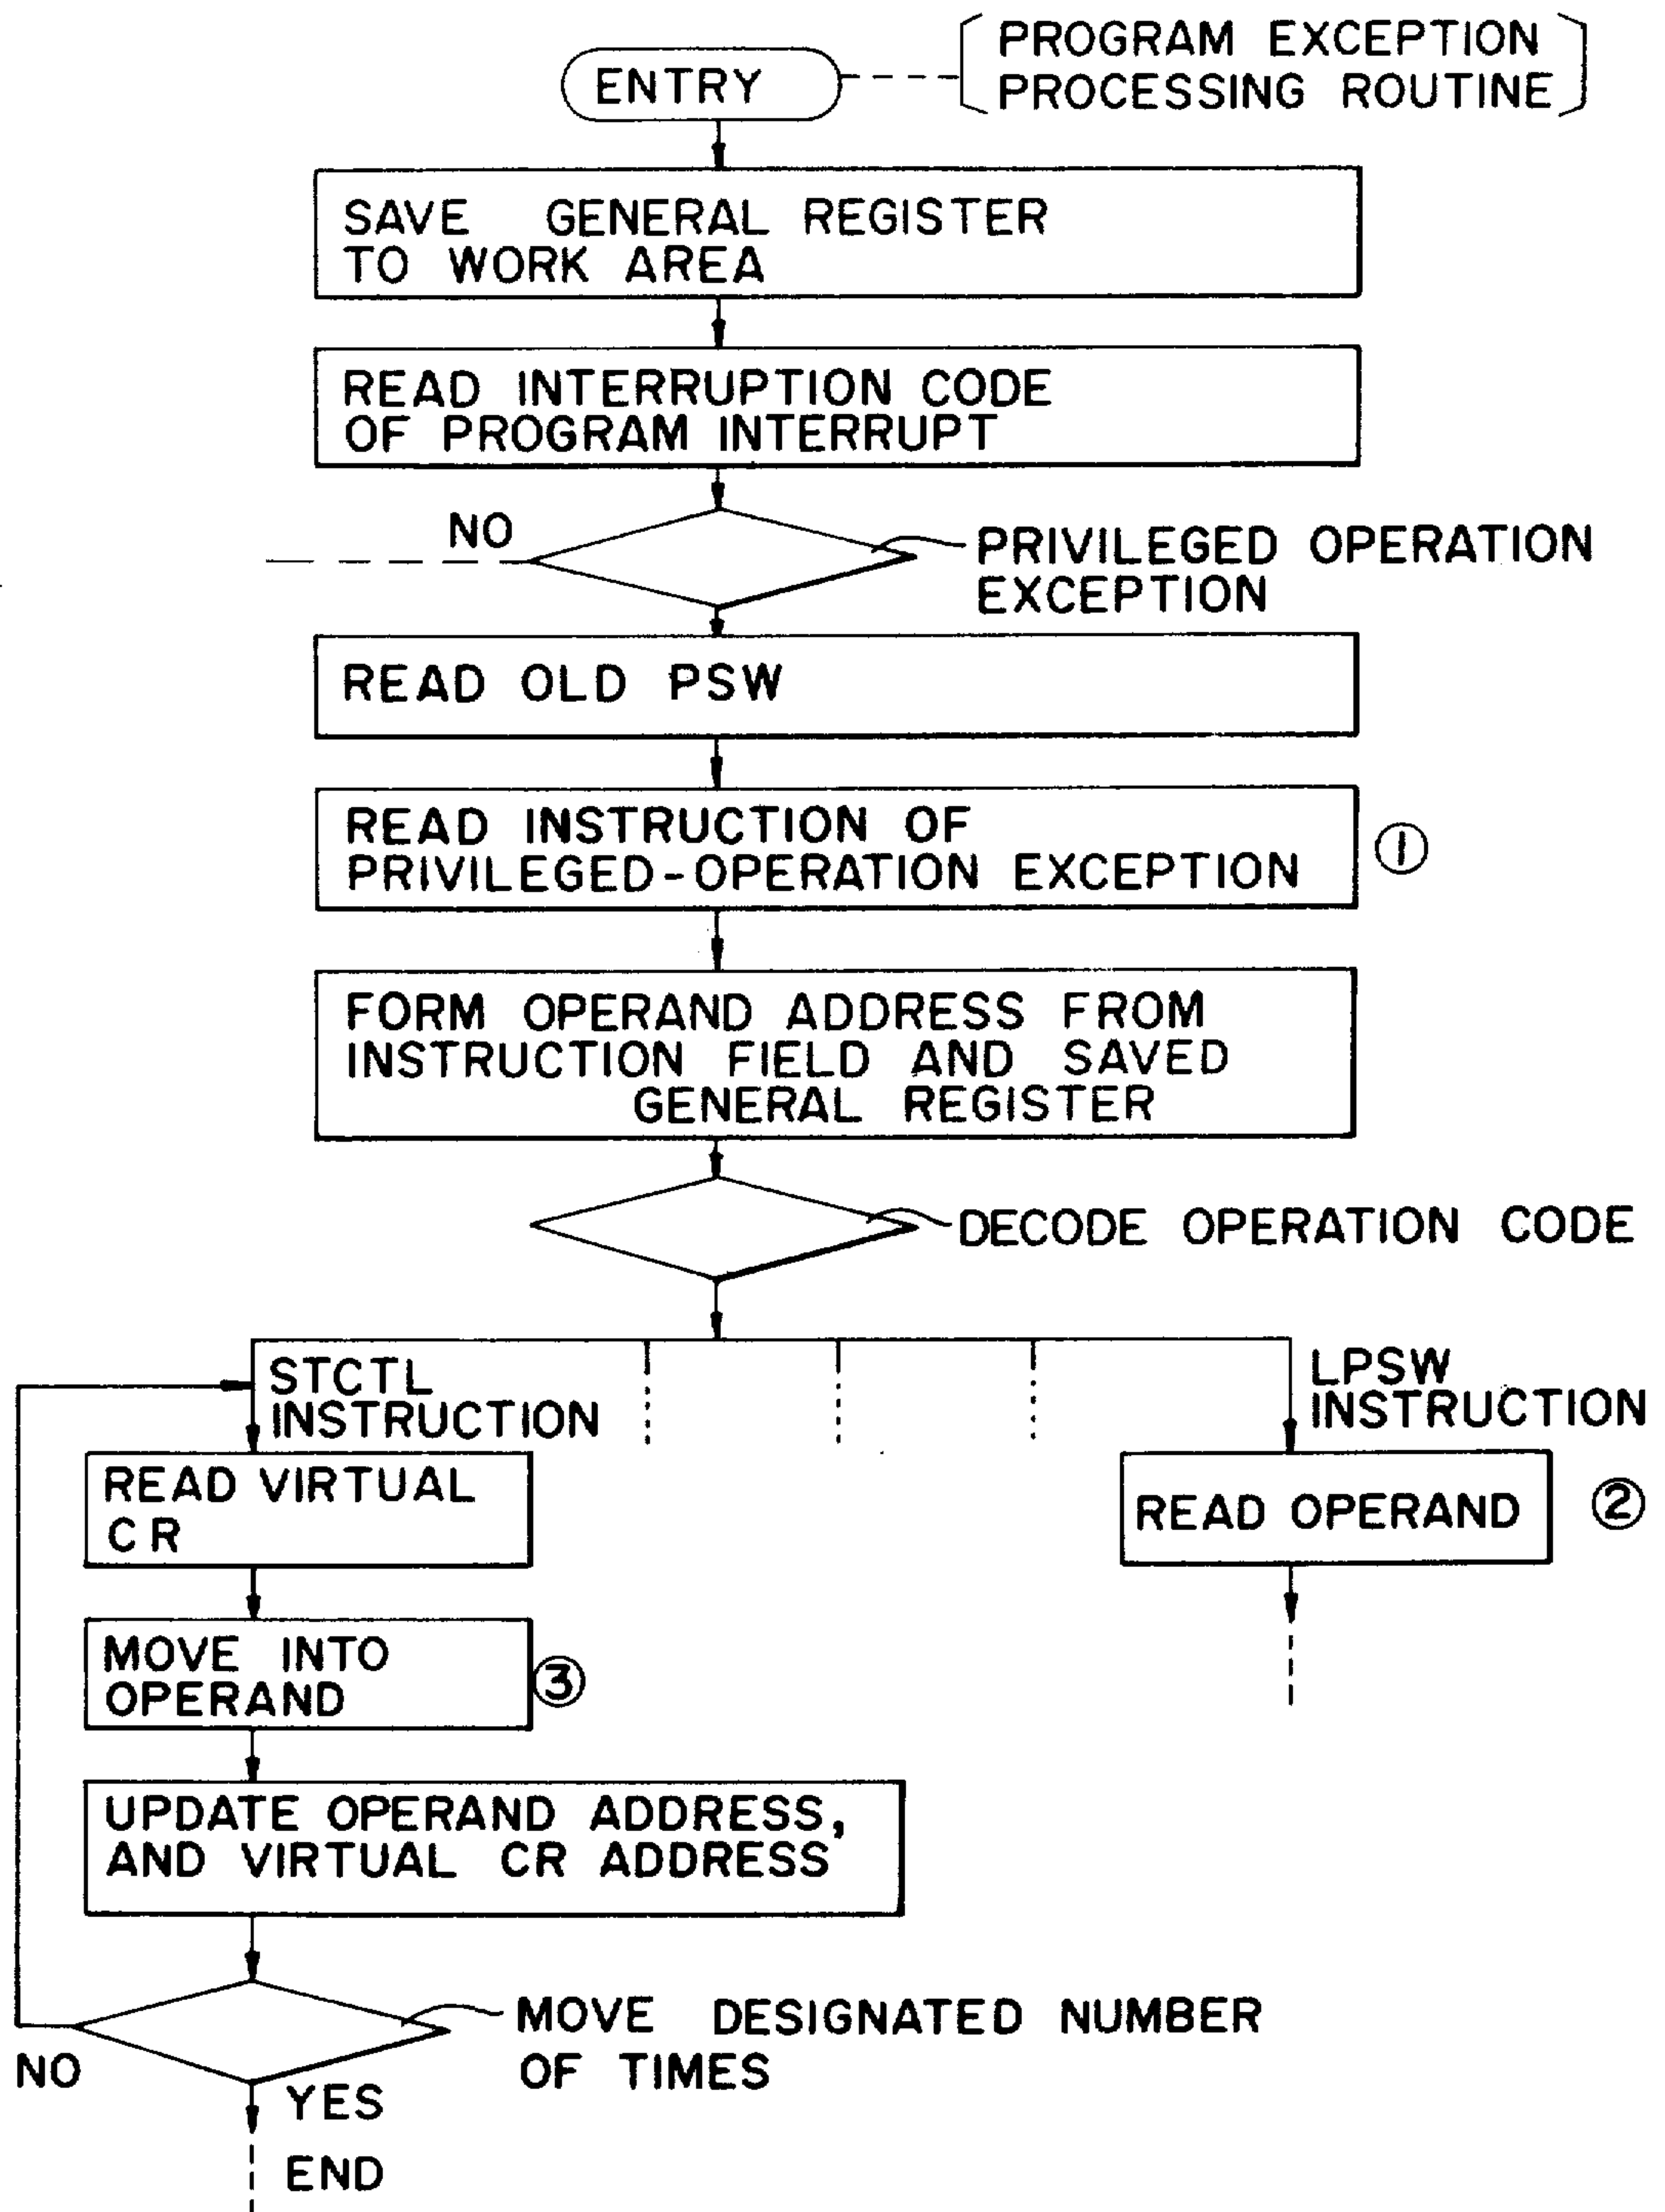 ENTRY
PROGRAM EXCEPTION
PROCESSING ROUTINE
SAVE GENERAL REGISTER
TO WORK AREA
READ INTERRUPTION CODE
OF PROGRAM INTERRUPT
NO
PRIVILEGED OPERATION
EXCEPTION
READ OLD PSW
READ INSTRUCTION OF
PRIVILEGED-OPERATION EXCEPTION
①
FORM OPERAND ADDRESS FROM
INSTRUCTION FIELD AND SAVED
GENERAL REGISTER
DECODE OPERATION CODE
STCTL
INSTRUCTION
LPSW
INSTRUCTION
READ VIRTUAL
CR
READ OPERAND
②
MOVE INTO
OPERAND
③
UPDATE OPERAND ADDRESS,
AND VIRTUAL CR ADDRESS
MOVE DESIGNATED NUMBER
OF TIMES
NO
YES
END